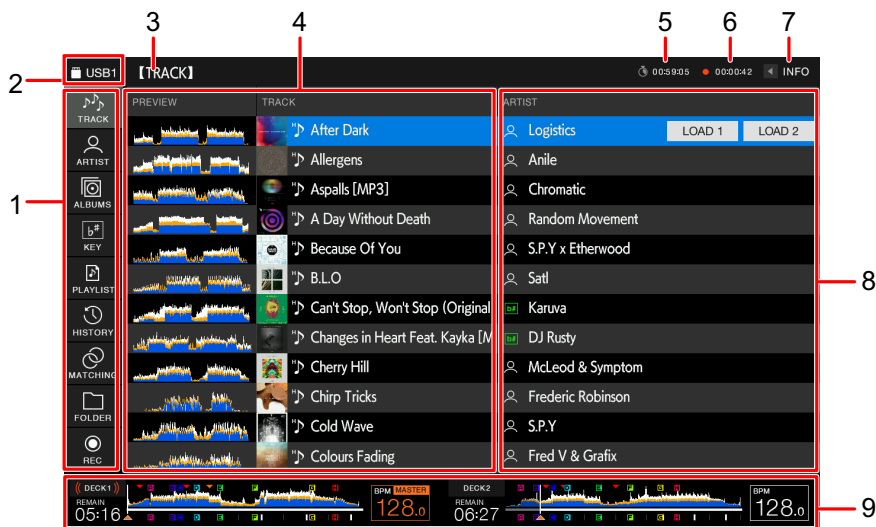 3 4 5 6 7
2 USB1 【TRACK】 00:59:05 00:00:42 INFO
PREVIEW TRACK ARTIST
1
TRACK
ARTIST
ALBUMS
KEY
PLAYLIST
HISTORY
MATCHING
FOLDER
REC
After Dark Logistics LOAD 1 LOAD 2
Allergens Anile
Aspalls [MP3] Chromatic
A Day Without Death Random Movement
Because Of You S.P.Y x Etherwood
B.L.O Satl
Can't Stop, Won't Stop (Original Karuva
Changes in Heart Feat. Kayka [M DJ Rusty
Cherry Hill McLeod & Symptom
Chirp Tricks Frederic Robinson
Cold Wave S.P.Y
Colours Fading Fred V & Grafix
8
DECK1 BPM MASTER DECK2 BPM
REMAIN 05:16 128.0 REMAIN 06:27 128.0
9